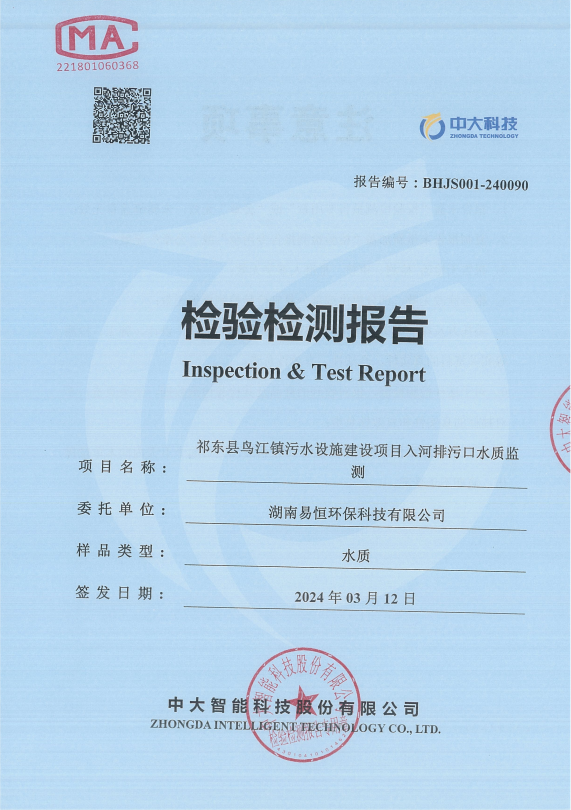 MA
221801060368
中大科技
ZHONGDA TECHNOLOGY
报告编号：BHJS001-240090
检验检测报告
Inspection & Test Report
项目名称：
祁东县鸟江镇污水设施建设项目入河排污口水质监
测
委托单位：
湖南易恒环保科技有限公司
样品类型：
水质
签发日期：
2024 年 03 月 12 日
中大智能科技股份有限公司
ZHONGDA INTELLIGENT TECHNOLOGY CO., LTD.